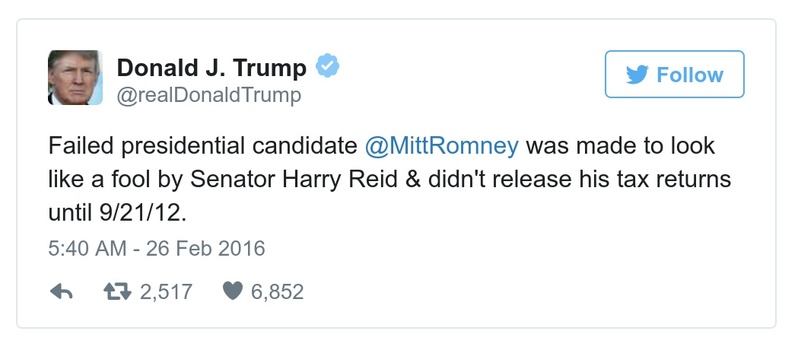 Donald J. Trump
@realDonaldTrump
Follow
Failed presidential candidate @MittRomney was made to look
like a fool by Senator Harry Reid & didn't release his tax returns
until 9/21/12.
5:40 AM - 26 Feb 2016
2,517 6,852